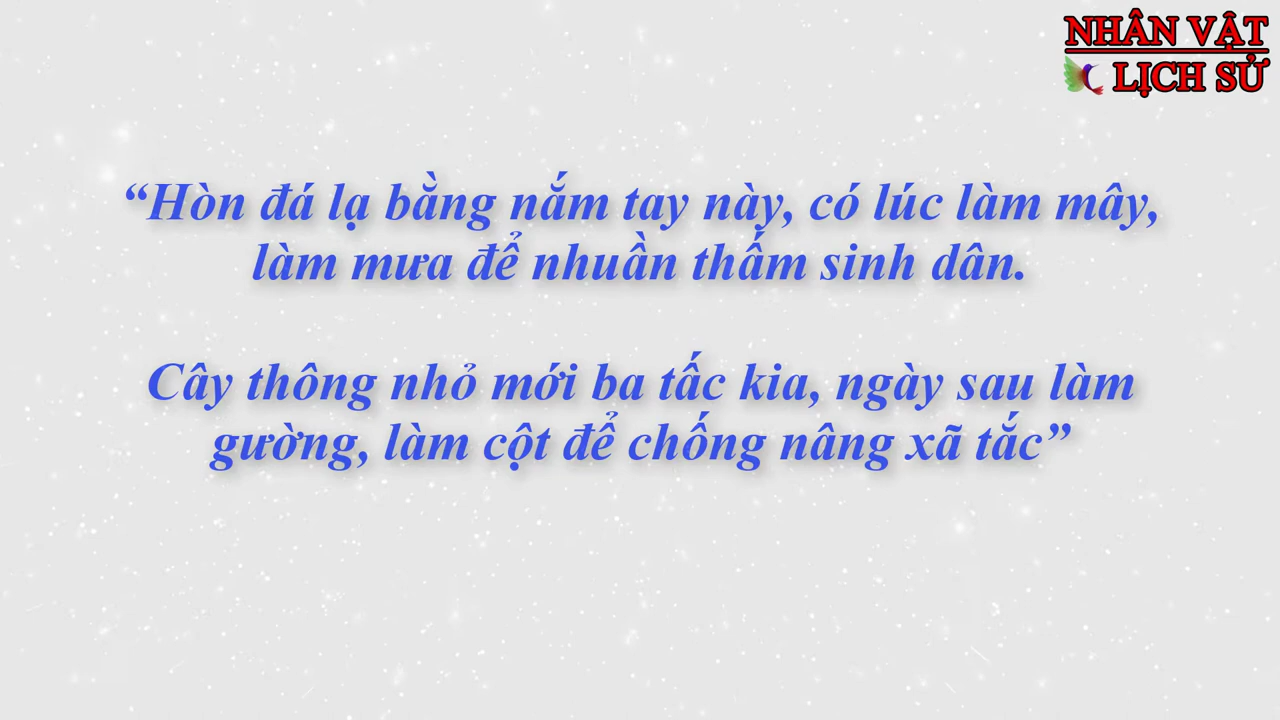 NHÂN VẬT
LỊCH SỬ
“Hòn đá lạ bằng nắm tay này, có lúc làm mây,
làm mưa để nhuần thấm sinh dân.
Cây thông nhỏ mới ba tấc kia, ngày sau làm
gường, làm cột để chống nâng xã tắc”